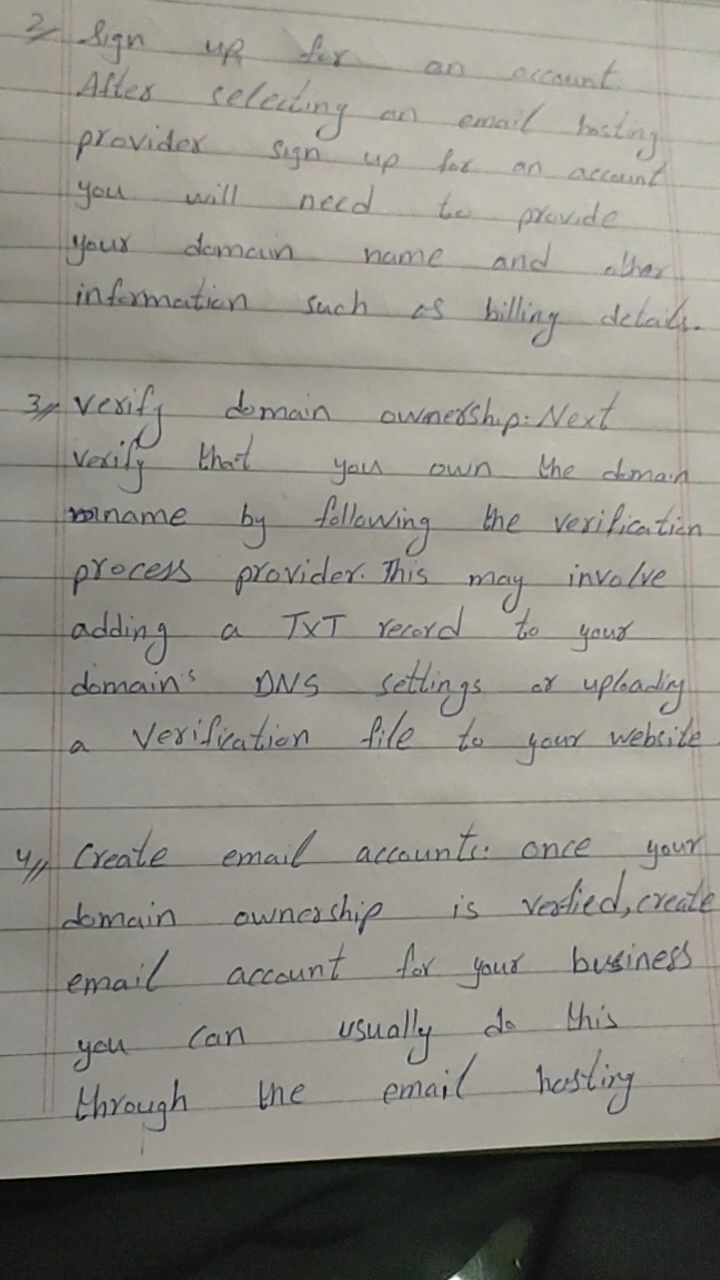 2, Sign up for an account.
After selecting an email hosting
provider sign up for an account
you will need to provide
your domain name and other
information such as billing details.
3, verify domain ownership: Next
verify that you own the domain
name by following the verification
process provider. This may involve
adding a TXT record to your
domain's DNS settings or uploading
a verification file to your website
4, Create email accounts: once your
domain ownership is verfied, create
email account for your business
you can usually do this
through the email hosting